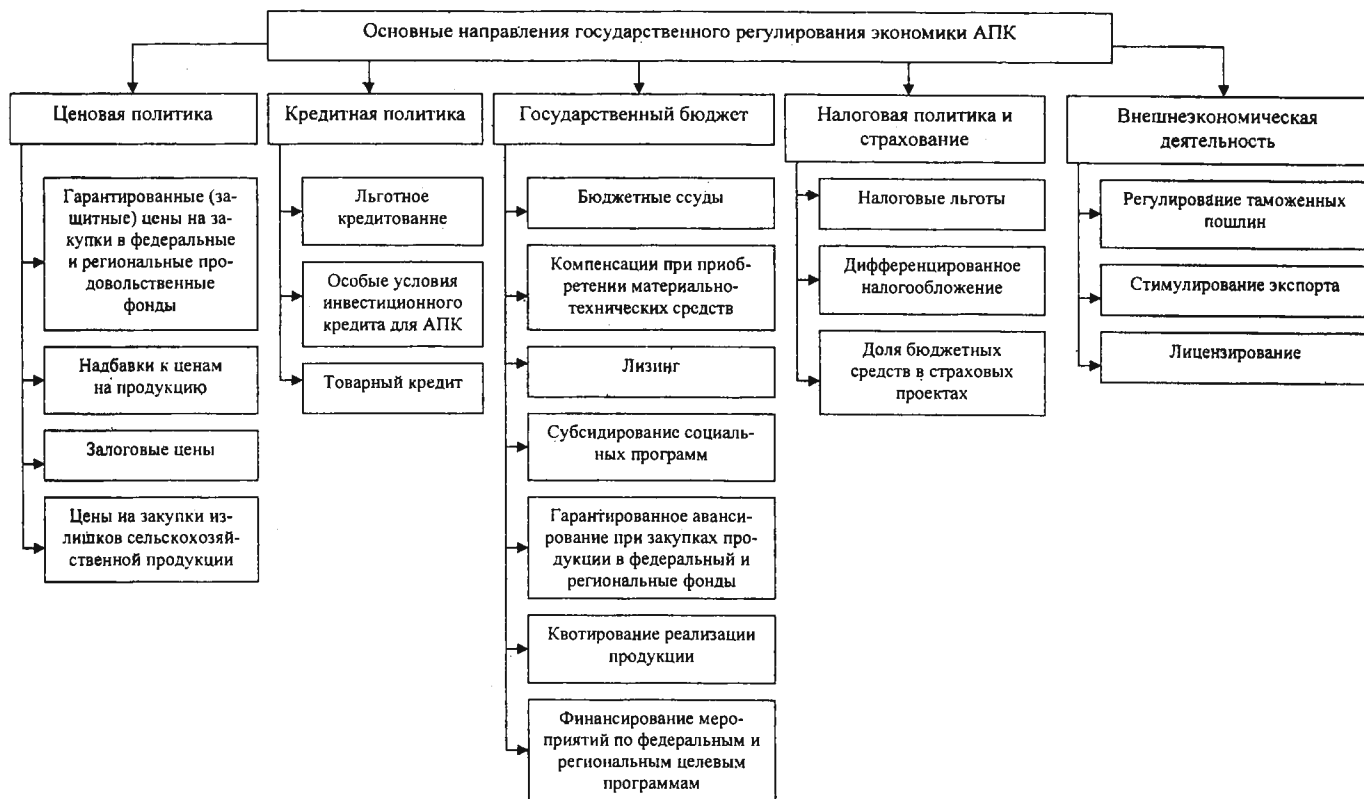 Основные направления государственного регулирования экономики АПК
Ценовая политика
Гарантированные (за-
щитные) цены на за-
купки в федеральные
и региональные про-
довольственные
фонды
Надбавки к ценам
на продукцию
Залоговые цены
Цены на закупки из-
лишков сельскохозяй-
ственной продукции
Кредитная политика
Льготное
кредитование
Особые условия
инвестиционного
кредита для АПК
Товарный кредит
Государственный бюджет
Бюджетные ссуды
Компенсации при приоб-
ретении материально-
технических средств
Лизинг
Субсидирование социаль-
ных программ
Гарантированное аванси-
рование при закупках про-
дукции в федеральный и
региональные фонды
Квотирование реализации
продукции
Финансирование меро-
приятий по федеральным и
региональным целевым
программам
Налоговая политика и
страхование
Налоговые льготы
Дифференцированное
налогообложение
Доля бюджетных
средств в страховых
проектах
Внешнеэкономическая
деятельность
Регулирование таможенных
пошлин
Стимулирование экспорта
Лицензирование